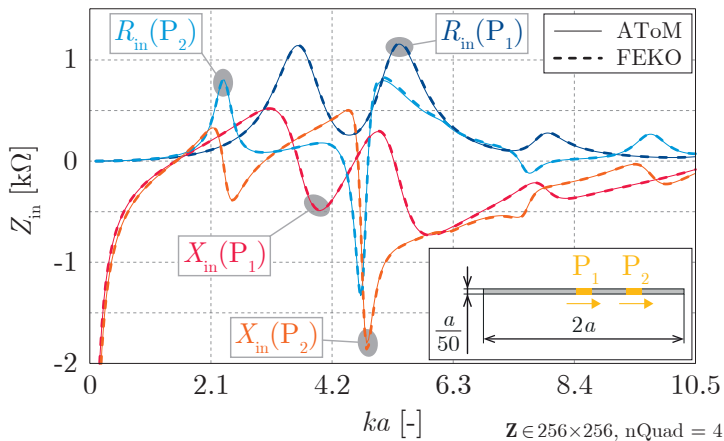 R_in(P_2)
R_in(P_1)
AToM
FEKO
1
0
-1
-2
Z_in [kΩ]
X_in(P_1)
X_in(P_2)
P_1 P_2
a/50
2a
0 2.1 4.2 6.3 8.4 10.5
ka [-]
Z ∈ 256×256, nQuad = 4